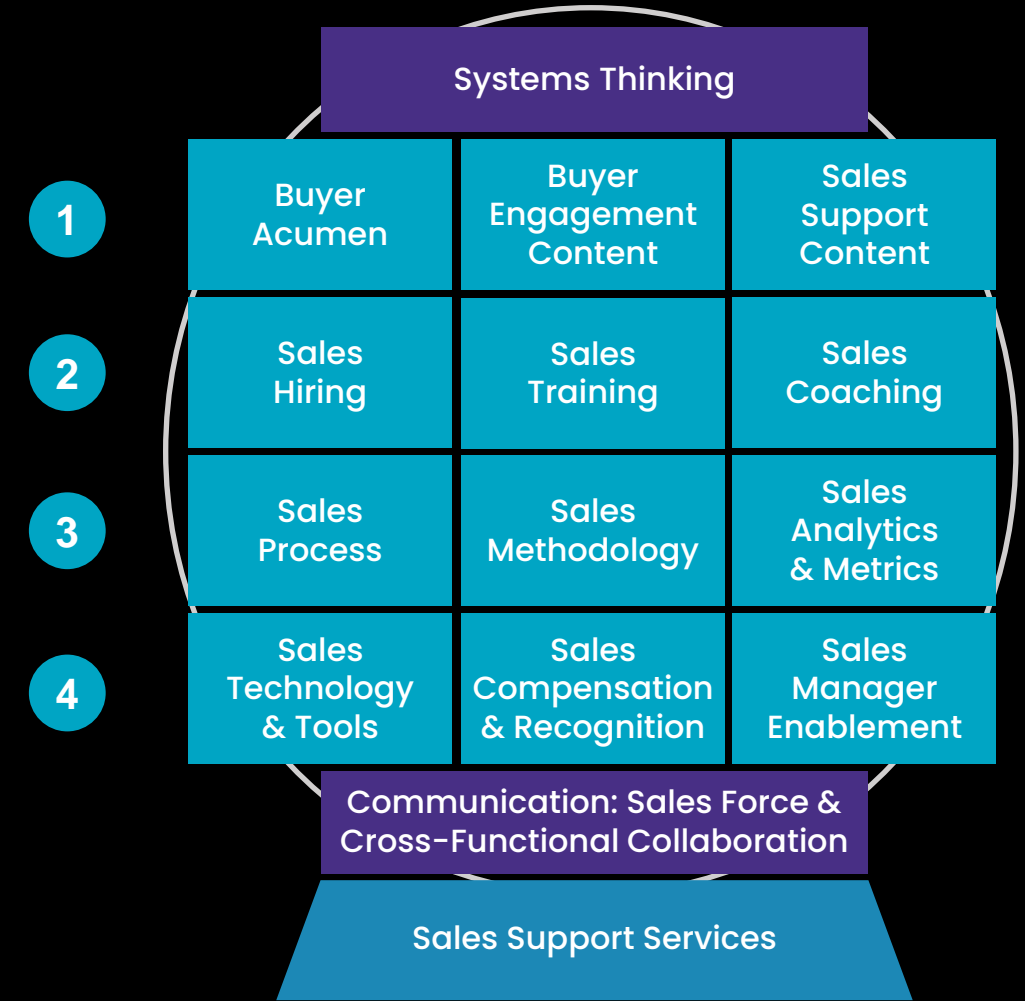 Systems Thinking
1
Buyer
Acumen
Buyer
Engagement
Content
Sales
Support
Content
2
Sales
Hiring
Sales
Training
Sales
Coaching
3
Sales
Process
Sales
Methodology
Sales
Analytics
& Metrics
4
Sales
Technology
& Tools
Sales
Compensation
& Recognition
Sales
Manager
Enablement
Communication: Sales Force &
Cross-Functional Collaboration
Sales Support Services